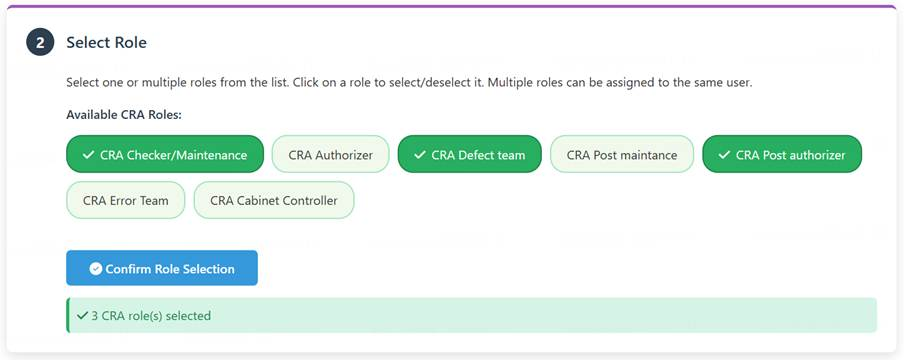 2 Select Role
Select one or multiple roles from the list. Click on a role to select/deselect it. Multiple roles can be assigned to the same user.
Available CRA Roles:
CRA Checker/Maintenance CRA Authorizer CRA Defect team CRA Post maintance CRA Post authorizer
CRA Error Team CRA Cabinet Controller
Confirm Role Selection
3 CRA role(s) selected